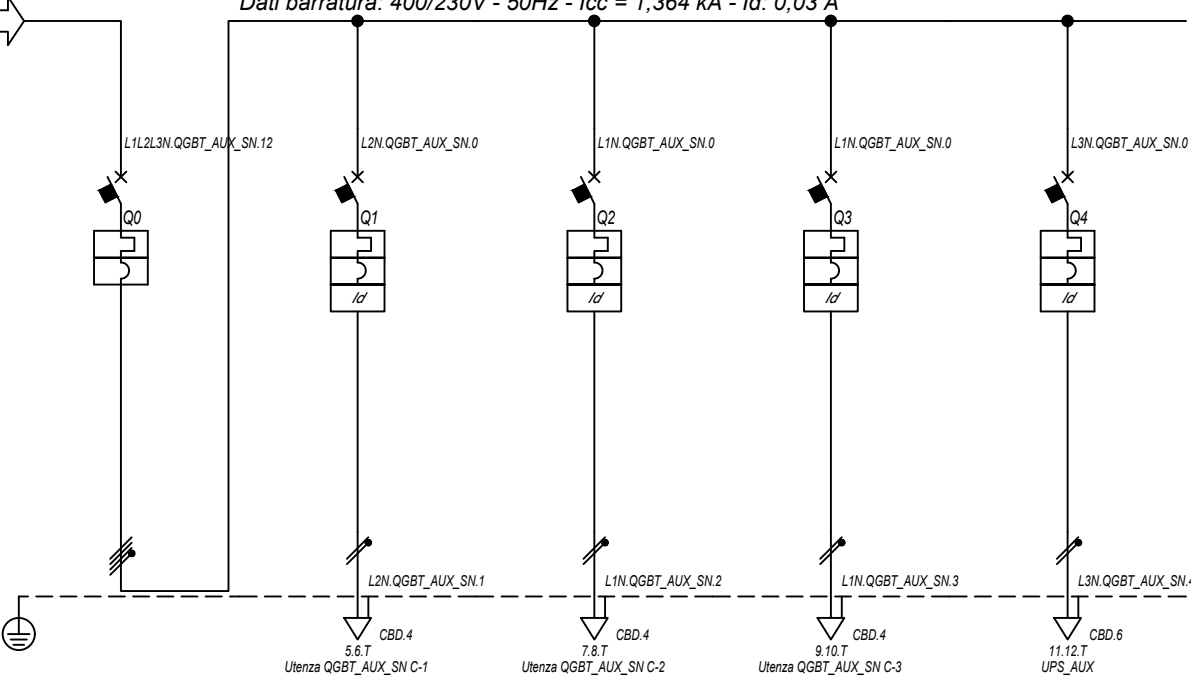 Dati barratura: 400/230V - 50Hz - Icc = 1,364 kA - Id: 0,03 A
L1L2L3N.QGBT_AUX_SN.12
L2N.QGBT_AUX_SN.0
L1N.QGBT_AUX_SN.0
L1N.QGBT_AUX_SN.0
L3N.QGBT_AUX_SN.0
Q0
Q1
Q2
Q3
Q4
Id
Id
Id
Id
L2N.QGBT_AUX_SN.1
L1N.QGBT_AUX_SN.2
L1N.QGBT_AUX_SN.3
L3N.QGBT_AUX_SN.4
CBD.4
CBD.4
CBD.4
CBD.6
5.6.T
7.8.T
9.10.T
11.12.T
Utenza QGBT_AUX_SN C-1
Utenza QGBT_AUX_SN C-2
Utenza QGBT_AUX_SN C-3
UPS_AUX